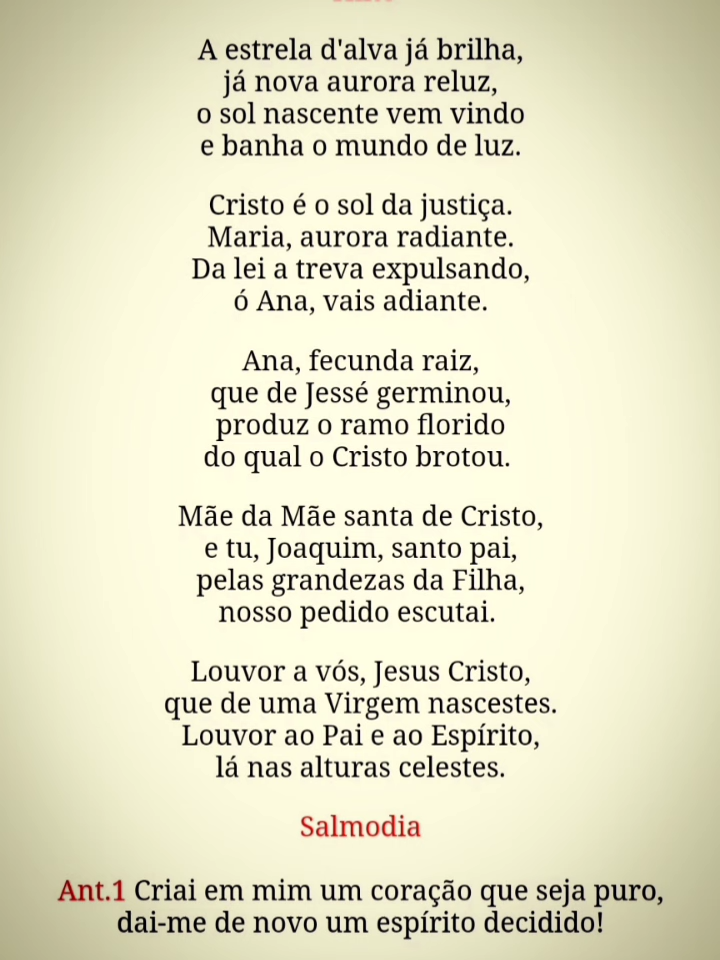 A estrela d'alva já brilha,
já nova aurora reluz,
o sol nascente vem vindo
e banha o mundo de luz.
Cristo é o sol da justiça.
Maria, aurora radiante.
Da lei a treva expulsando,
ó Ana, vais adiante.
Ana, fecunda raiz,
que de Jessé germinou,
produz o ramo florido
do qual o Cristo brotou.
Mãe da Mãe santa de Cristo,
e tu, Joaquim, santo pai,
pelas grandezas da Filha,
nosso pedido escutai.
Louvor a vós, Jesus Cristo,
que de uma Virgem nascestes.
Louvor ao Pai e ao Espírito,
lá nas alturas celestes.
Salmodia
Ant.1 Criai em mim um coração que seja puro,
dai-me de novo um espírito decidido!